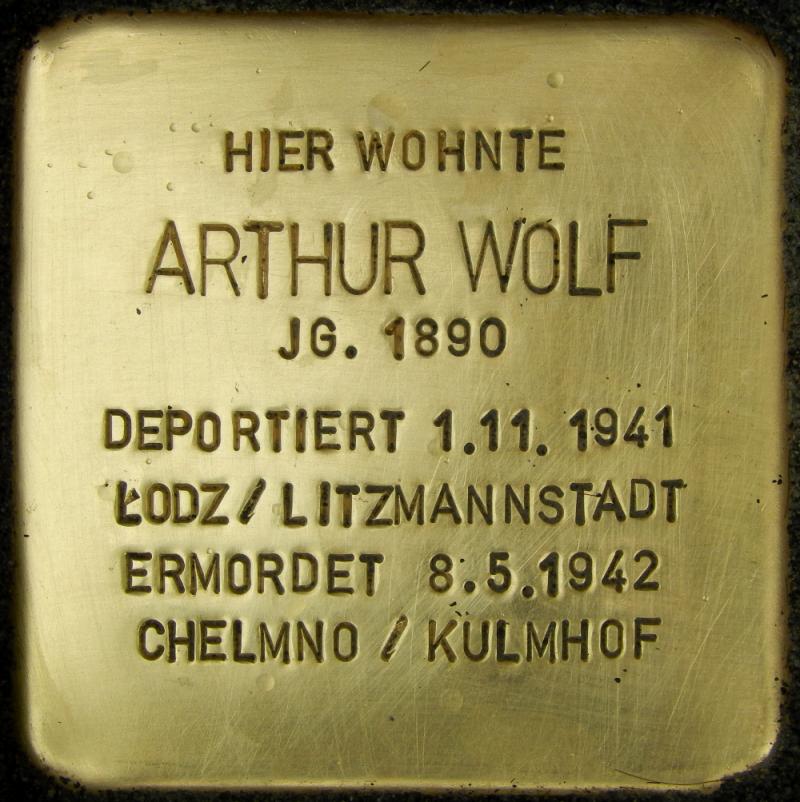 HIER WOHNTE
ARTHUR WOLF
JG. 1890
DEPORTIERT 1.11. 1941
ŁODZ / LITZMANNSTADT
ERMORDET 8.5.1942
CHELMNO / KULMHOF